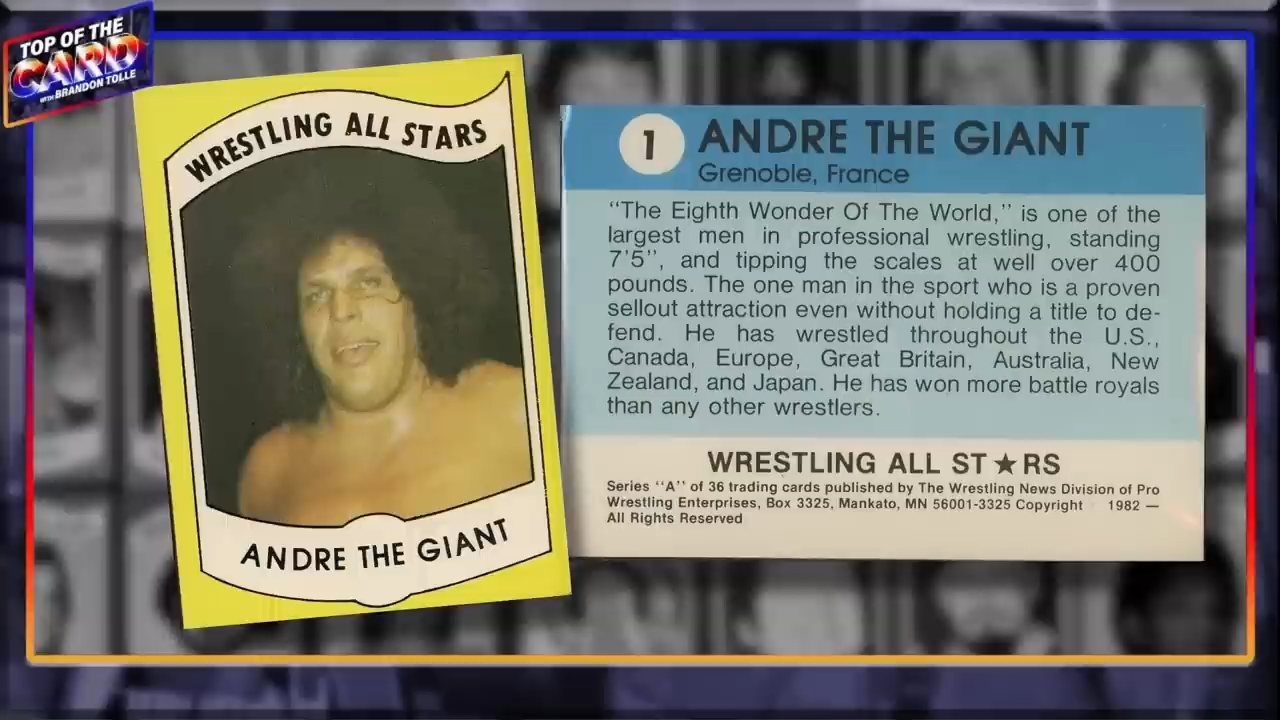 TOP OF THE
CARD
WITH BRANDON TOLLE
WRESTLING ALL STARS
ANDRE THE GIANT
1
ANDRE THE GIANT
Grenoble, France
“The Eighth Wonder Of The World,” is one of the
largest men in professional wrestling, standing
7’5”, and tipping the scales at well over 400
pounds. The one man in the sport who is a proven
sellout attraction even without holding a title to de-
fend. He has wrestled throughout the U.S.,
Canada, Europe, Great Britain, Australia, New
Zealand, and Japan. He has won more battle royals
than any other wrestlers.
WRESTLING ALL ST★RS
Series “A” of 36 trading cards published by The Wrestling News Division of Pro
Wrestling Enterprises, Box 3325, Mankato, MN 56001-3325 Copyright 1982 —
All Rights Reserved